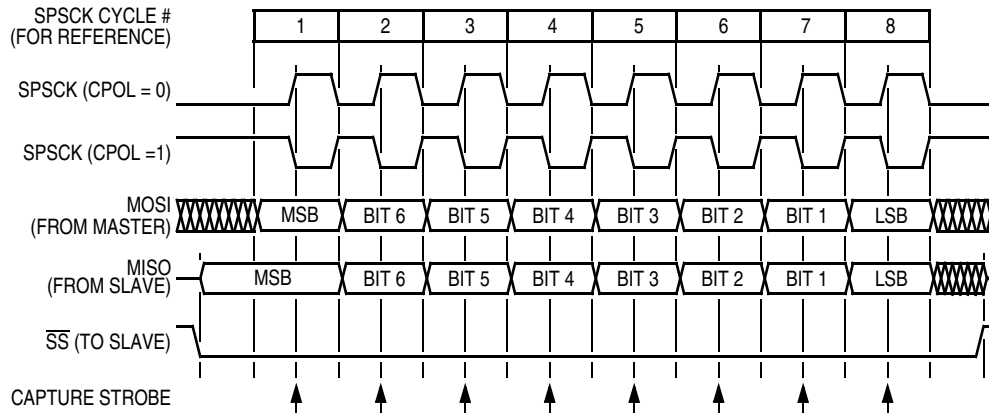 SPSCK CYCLE #
(FOR REFERENCE)
1 2 3 4 5 6 7 8
SPSCK (CPOL = 0)
SPSCK (CPOL =1)
MOSI
(FROM MASTER)
MSB BIT 6 BIT 5 BIT 4 BIT 3 BIT 2 BIT 1 LSB
MISO
(FROM SLAVE)
MSB BIT 6 BIT 5 BIT 4 BIT 3 BIT 2 BIT 1 LSB
S̅S̅ (TO SLAVE)
CAPTURE STROBE